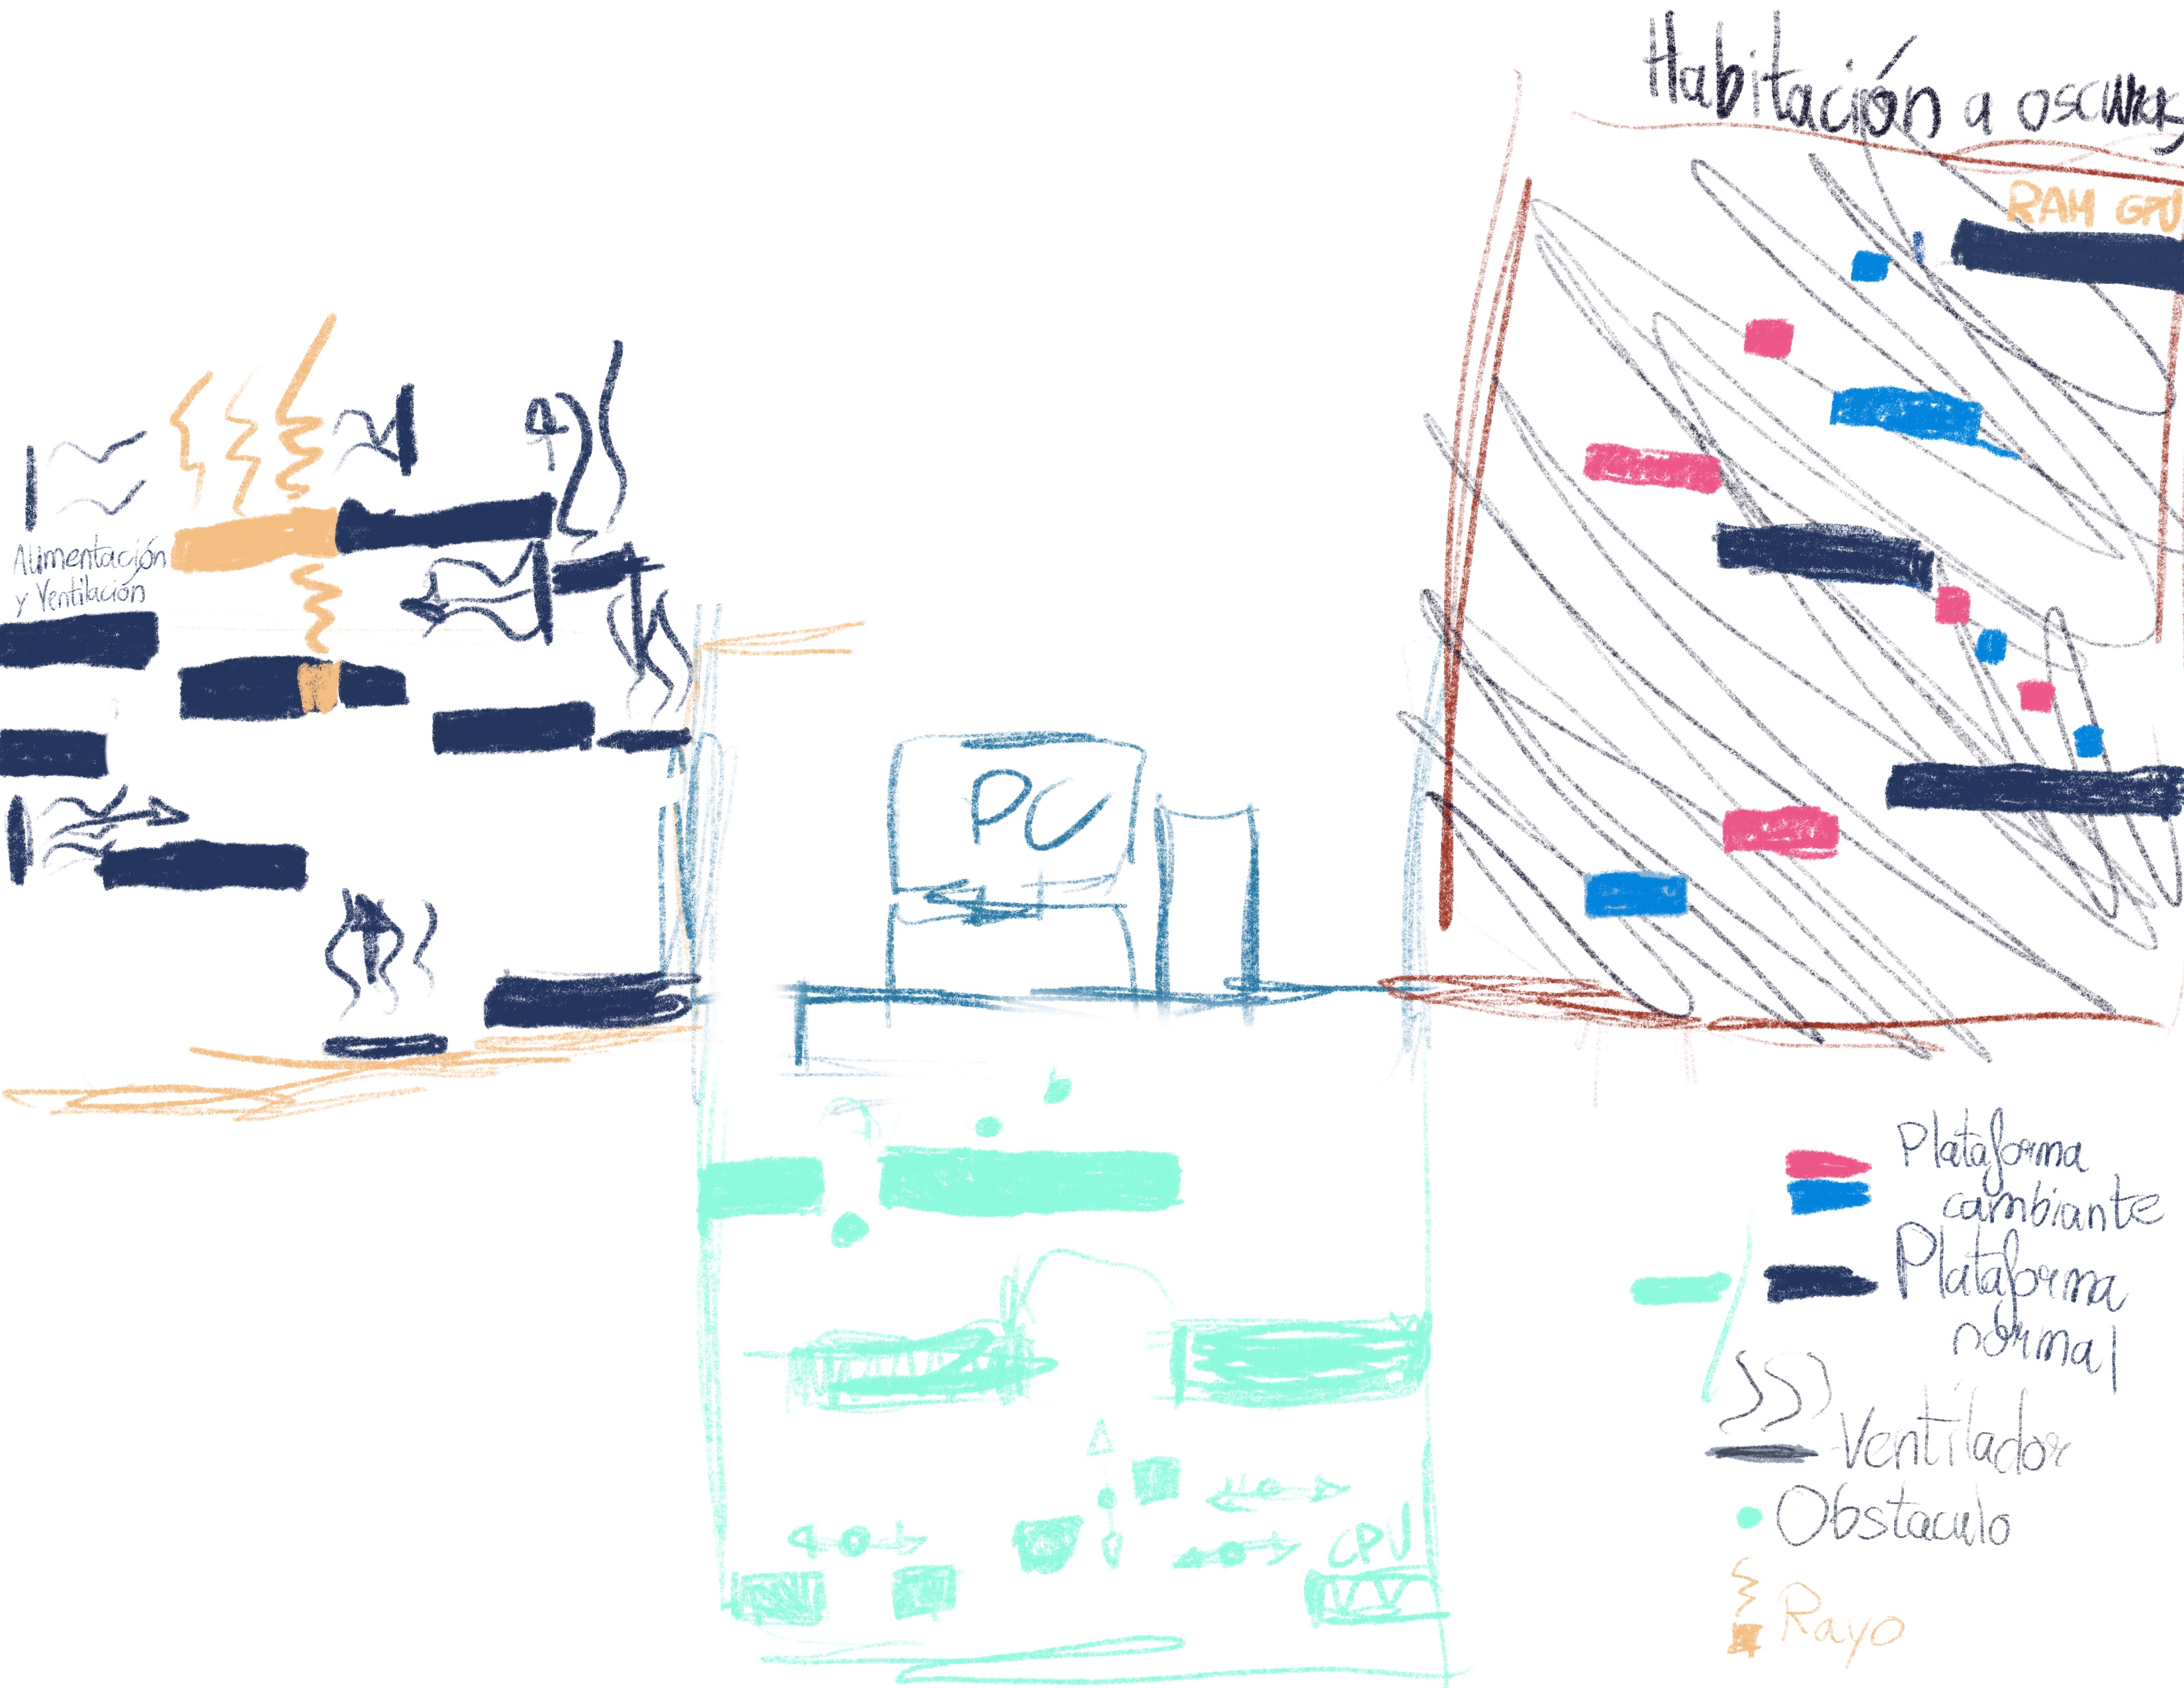 Habitación a oscuras
RAM GPU
Alimentación
y Ventilación
PC
CPU
Plataforma
cambiante
Plataforma
normal
Ventilador
Obstaculo
Rayo